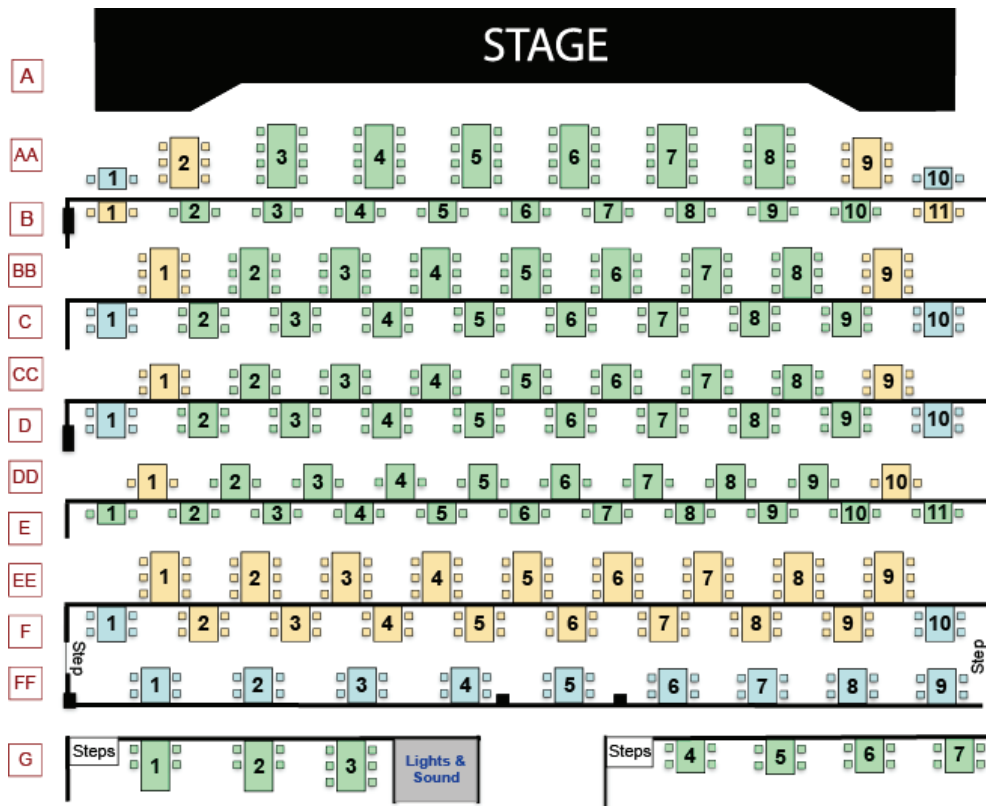 STAGE
A
AA
1 2 3 4 5 6 7 8 9 10
B
1 2 3 4 5 6 7 8 9 10 11
BB
1 2 3 4 5 6 7 8 9
C
1 2 3 4 5 6 7 8 9 10
CC
1 2 3 4 5 6 7 8 9
D
1 2 3 4 5 6 7 8 9 10
DD
1 2 3 4 5 6 7 8 9 10
E
1 2 3 4 5 6 7 8 9 10 11
EE
1 2 3 4 5 6 7 8 9
F
1 2 3 4 5 6 7 8 9 10
Step
Step
FF
1 2 3 4 5 6 7 8 9
G
Steps
1 2 3
Lights &
Sound
Steps
4 5 6 7